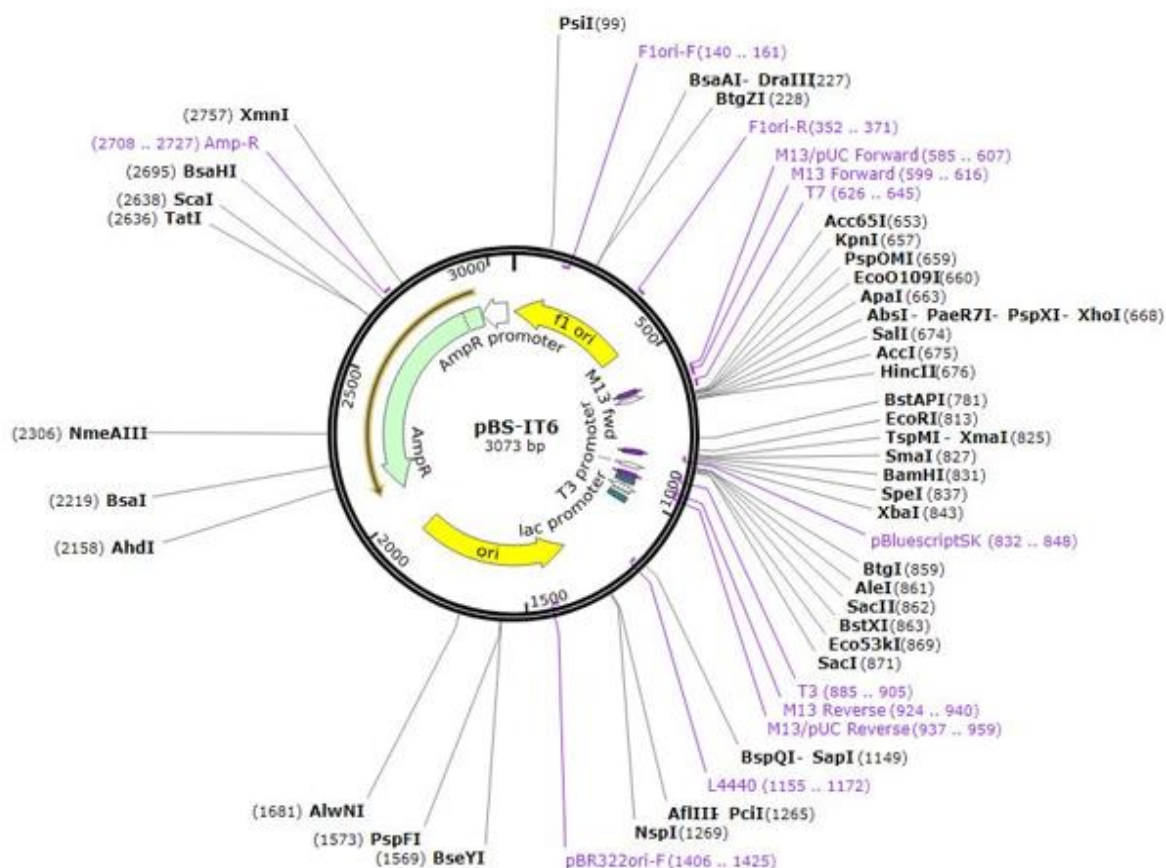 PsiI (99)
F1ori-F (140 .. 161)
BsaAI - DraIII (227)
BtgZI (228)
F1ori-R (352 .. 371)
M13/pUC Forward (585 .. 607)
M13 Forward (599 .. 616)
T7 (626 .. 645)
Acc65I (653)
KpnI (657)
PspOMI (659)
EcoO109I (660)
ApaI (663)
AbsI - PaeR7I - PspXI - XhoI (668)
SalI (674)
AccI (675)
HincII (676)
BstAPI (781)
EcoRI (813)
TspMI - XmaI (825)
SmaI (827)
BamHI (831)
SpeI (837)
XbaI (843)
pBluescriptSK (832 .. 848)
BtgI (859)
AleI (861)
SacII (862)
BstXI (863)
Eco53kI (869)
SacI (871)
T3 (885 .. 905)
M13 Reverse (924 .. 940)
M13/pUC Reverse (937 .. 959)
BspQI - SapI (1149)
L4440 (1155 .. 1172)
AflIII - PciI (1265)
NspI (1269)
pBR322ori-F (1406 .. 1425)
(1569) BseYI
(1573) PspFI
(1681) AlwNI
(2158) AhdI
(2219) BsaI
(2306) NmeAIII
(2636) TatI
(2638) ScaI
(2695) BsaHI
(2708 .. 2727) Amp-R
(2757) XmnI
500
1000
1500
2000
2500
3000
f1 ori
AmpR promoter
AmpR
M13 fwd
T3 promoter
lac promoter
ori
pBS-IT6
3073 bp